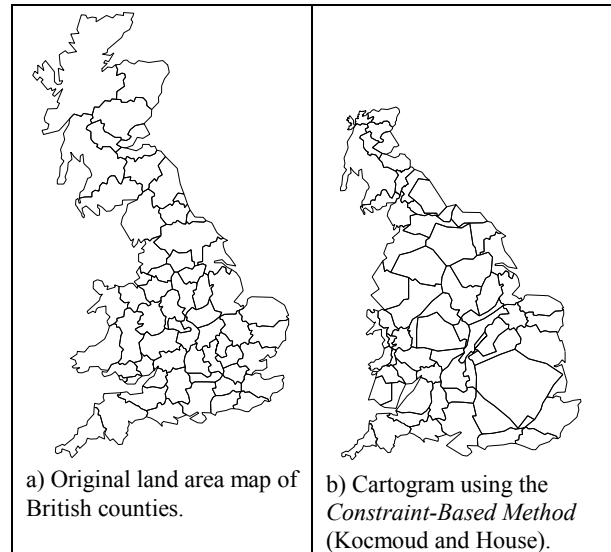 a) Original land area map of
British counties.
b) Cartogram using the
Constraint-Based Method
(Kocmoud and House).